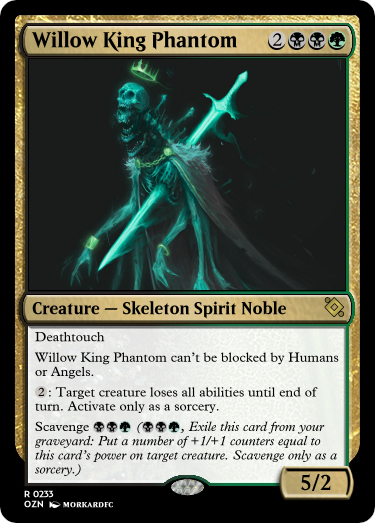 Willow King Phantom 2
Creature — Skeleton Spirit Noble
Deathtouch
Willow King Phantom can't be blocked by Humans
or Angels.
2: Target creature loses all abilities until end of
turn. Activate only as a sorcery.
Scavenge ( , Exile this card from your
graveyard: Put a number of +1/+1 counters equal to
this card's power on target creature. Scavenge only as a
sorcery.)
5/2
R 0233
OZN MORKARDFC